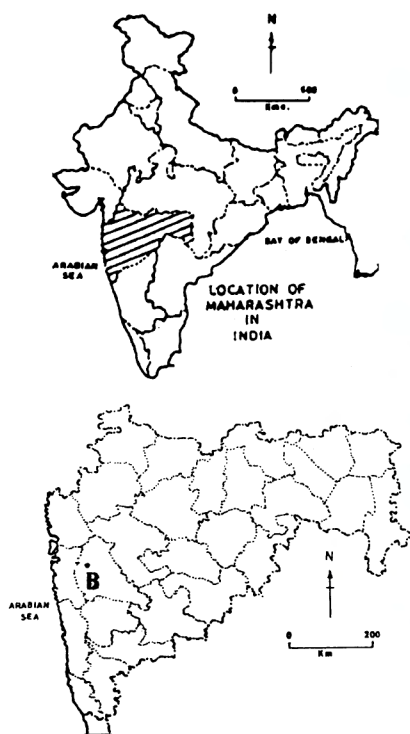 N
0 500
Kms.
ARABIAN
SEA
BAY OF BENGAL
LOCATION OF
MAHARASHTRA
IN
INDIA
N
B
ARABIAN
SEA
0 200
Km